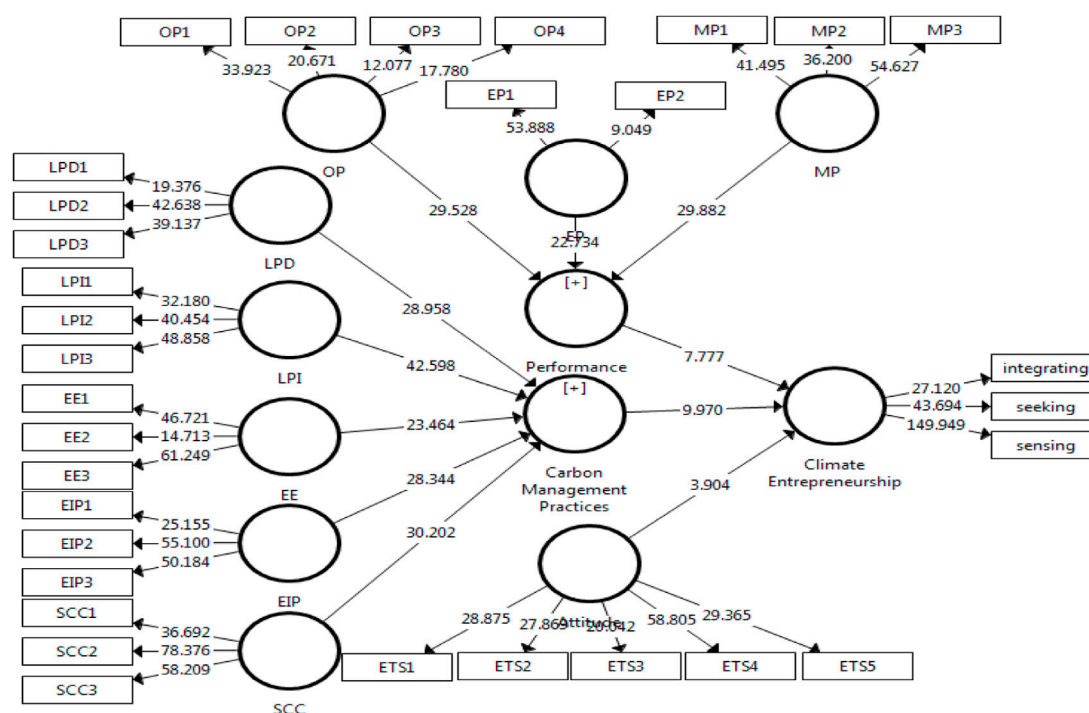 OP1
OP2
OP3
OP4
MP1
MP2
MP3
33.923
20.671
12.077
17.780
41.495
36.200
54.627
EP1
EP2
53.888
9.049
OP
MP
EP
LPD1
LPD2
LPD3
19.376
42.638
39.137
LPD
29.528
22.734
29.882
LPI1
LPI2
LPI3
32.180
40.454
48.858
LPI
28.958
42.598
[+]
Performance
7.777
EE1
EE2
EE3
46.721
14.713
61.249
EE
23.464
[+]
Carbon
Management
Practices
9.970
Climate
Entrepreneurship
27.120
43.694
149.949
integrating
seeking
sensing
EIP1
EIP2
EIP3
25.155
55.100
50.184
EIP
28.344
3.904
SCC1
SCC2
SCC3
36.692
78.376
58.209
SCC
30.202
Attitude
28.875
27.869
20.042
58.805
29.365
ETS1
ETS2
ETS3
ETS4
ETS5